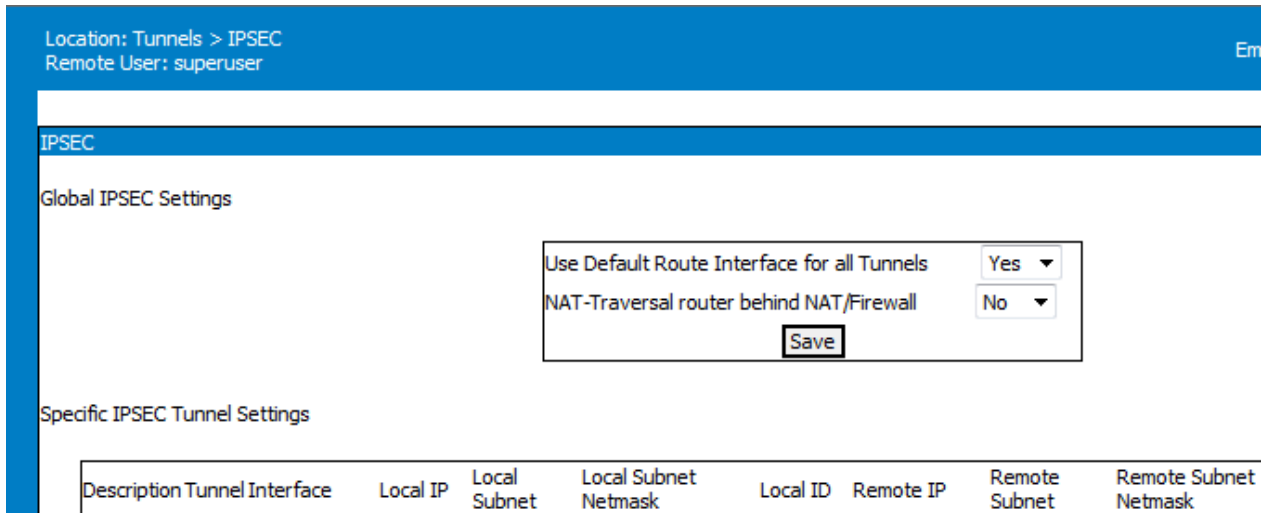 Location: Tunnels > IPSEC
Remote User: superuser
Em
IPSEC
Global IPSEC Settings
Use Default Route Interface for all Tunnels Yes
NAT-Traversal router behind NAT/Firewall No
Save
Specific IPSEC Tunnel Settings
Description Tunnel Interface Local IP Local Subnet Local Subnet Netmask Local ID Remote IP Remote Subnet Remote Subnet Netmask